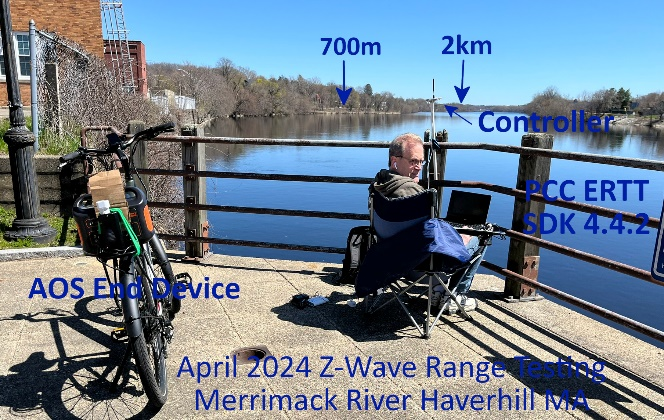 700m
2km
Controller
PCC ERTT
SDK 4.4.2
AOS End Device
April 2024 Z-Wave Range Testing
Merrimack River Haverhill MA